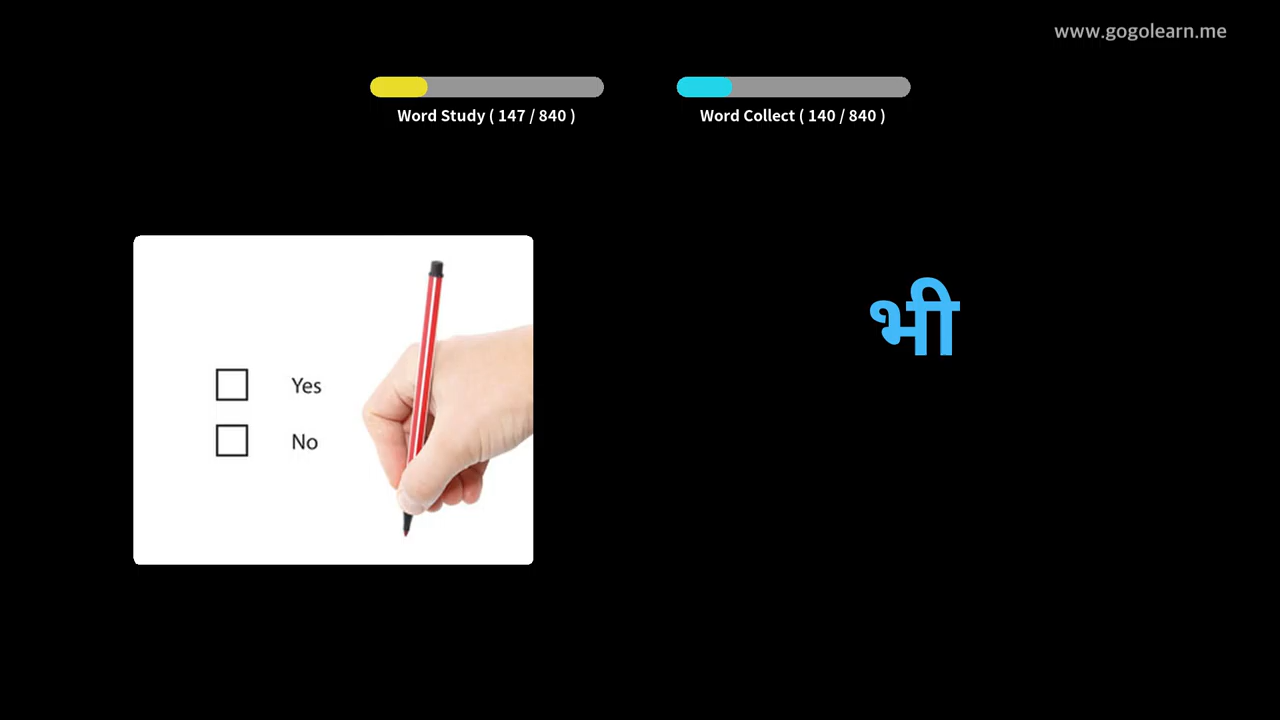 www.gogolearn.me
Word Study ( 147 / 840 )
Word Collect ( 140 / 840 )
भी
Yes
No